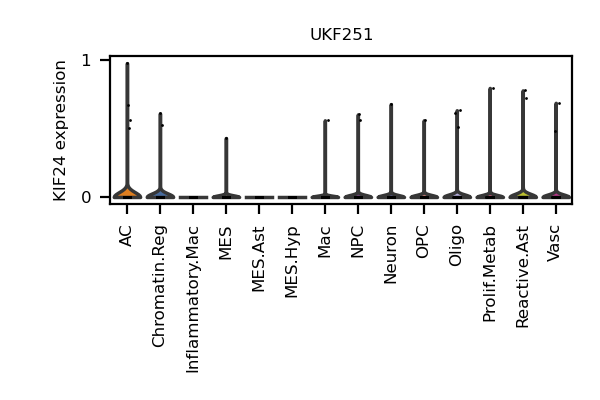 UKF251
KIF24 expression
1
0
AC
Chromatin.Reg
Inflammatory.Mac
MES
MES.Ast
MES.Hyp
Mac
NPC
Neuron
OPC
Oligo
Prolif.Metab
Reactive.Ast
Vasc